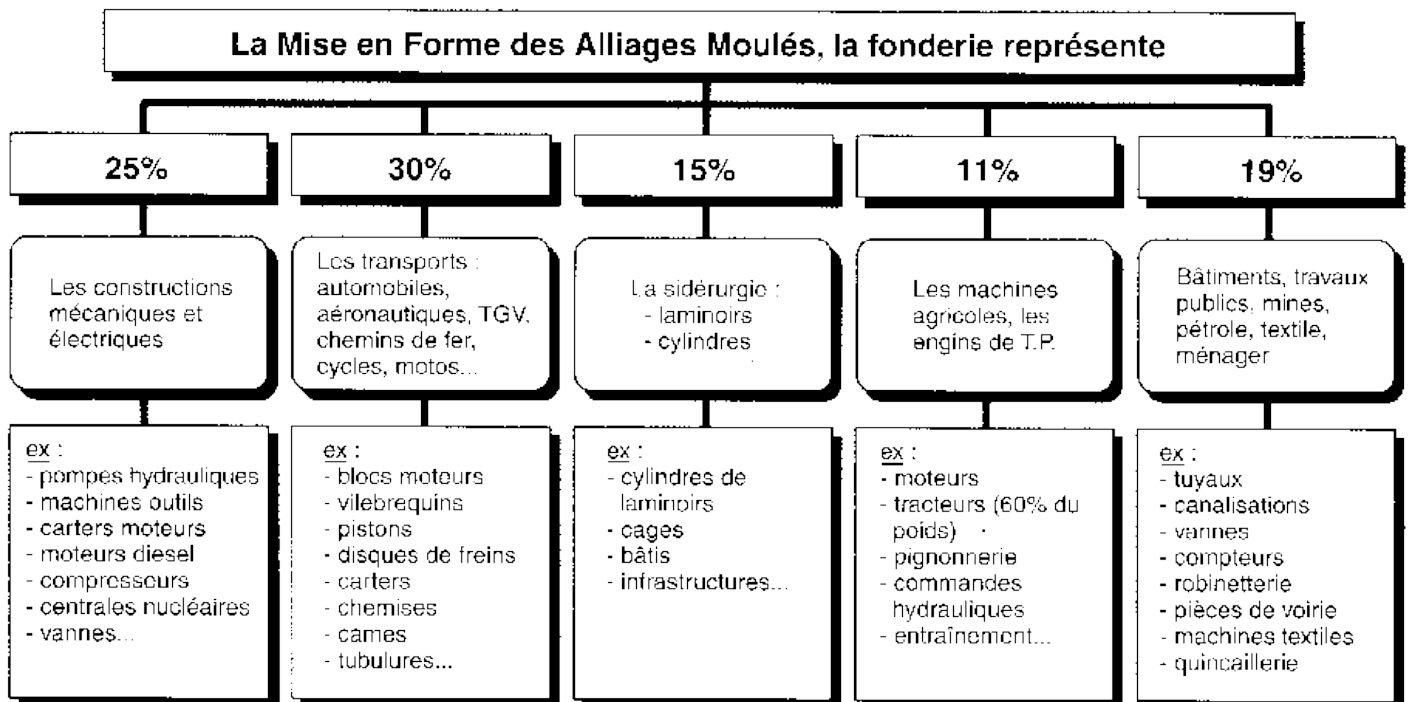 La Mise en Forme des Alliages Moulés, la fonderie représente
25%
30%
15%
11%
19%
Les constructions
mécaniques et
électriques
Les transports :
automobiles,
aéronautiques, TGV,
chemins de fer,
cycles, motos...
La sidérurgie :
- laminoirs
- cylindres
Les machines
agricoles, les
engins de T.P.
Bâtiments, travaux
publics, mines,
pétrole, textile,
ménager
ex :
- pompes hydrauliques
- machines outils
- carters moteurs
- moteurs diesel
- compresseurs
- centrales nucléaires
- vannes...
ex :
- blocs moteurs
- vilebrequins
- pistons
- disques de freins
- carters
- chemises
- cames
- tubulures...
ex :
- cylindres de
laminoirs
- cages
- bâtis
- infrastructures...
ex :
- moteurs
- tracteurs (60% du
poids)
- pignonnerie
- commandes
hydrauliques
- entraînement...
ex :
- tuyaux
- canalisations
- vannes
- compteurs
- robinetterie
- pièces de voirie
- machines textiles
- quincaillerie